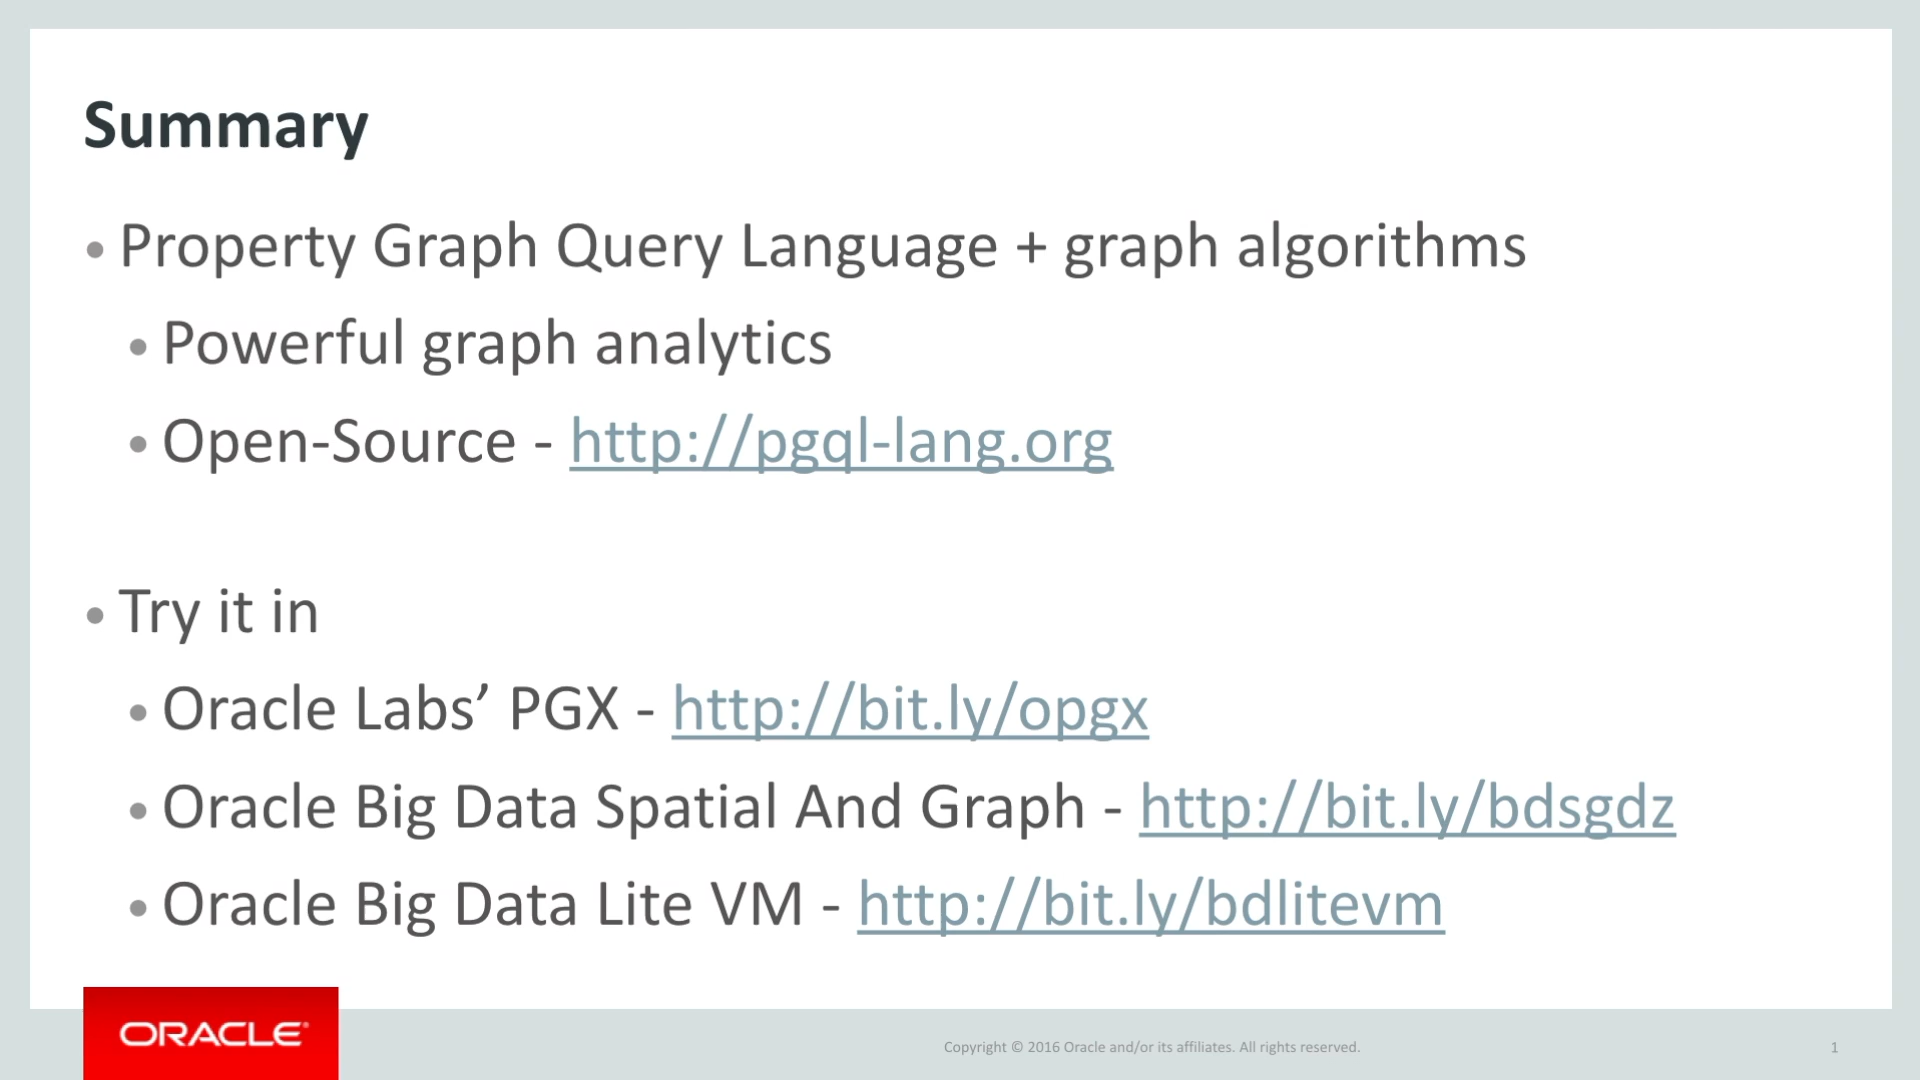 Summary
• Property Graph Query Language + graph algorithms
• Powerful graph analytics
• Open-Source - http://pgql-lang.org
• Try it in
• Oracle Labs’ PGX - http://bit.ly/opgx
• Oracle Big Data Spatial And Graph - http://bit.ly/bdsgdz
• Oracle Big Data Lite VM - http://bit.ly/bdlitevm
ORACLE®
Copyright © 2016 Oracle and/or its affiliates. All rights reserved.
1